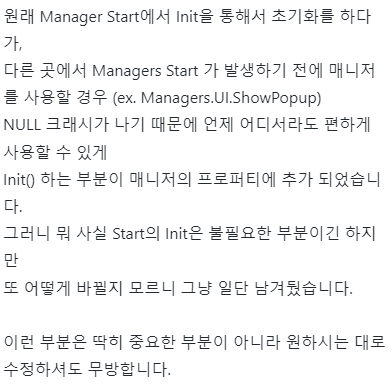 원래 Manager Start에서 Init을 통해서 초기화를 하다
가,
다른 곳에서 Managers Start 가 발생하기 전에 매니저
를 사용할 경우 (ex. Managers.UI.ShowPopup)
NULL 크래시가 나기 때문에 언제 어디서라도 편하게
사용할 수 있게
Init() 하는 부분이 매니저의 프로퍼티에 추가 되었습니
다.
그러니 뭐 사실 Start의 Init은 불필요한 부분이긴 하지
만
또 어떻게 바뀔지 모르니 그냥 일단 남겨뒀습니다.

이런 부분은 딱히 중요한 부분이 아니라 원하시는 대로
수정하셔도 무방합니다.